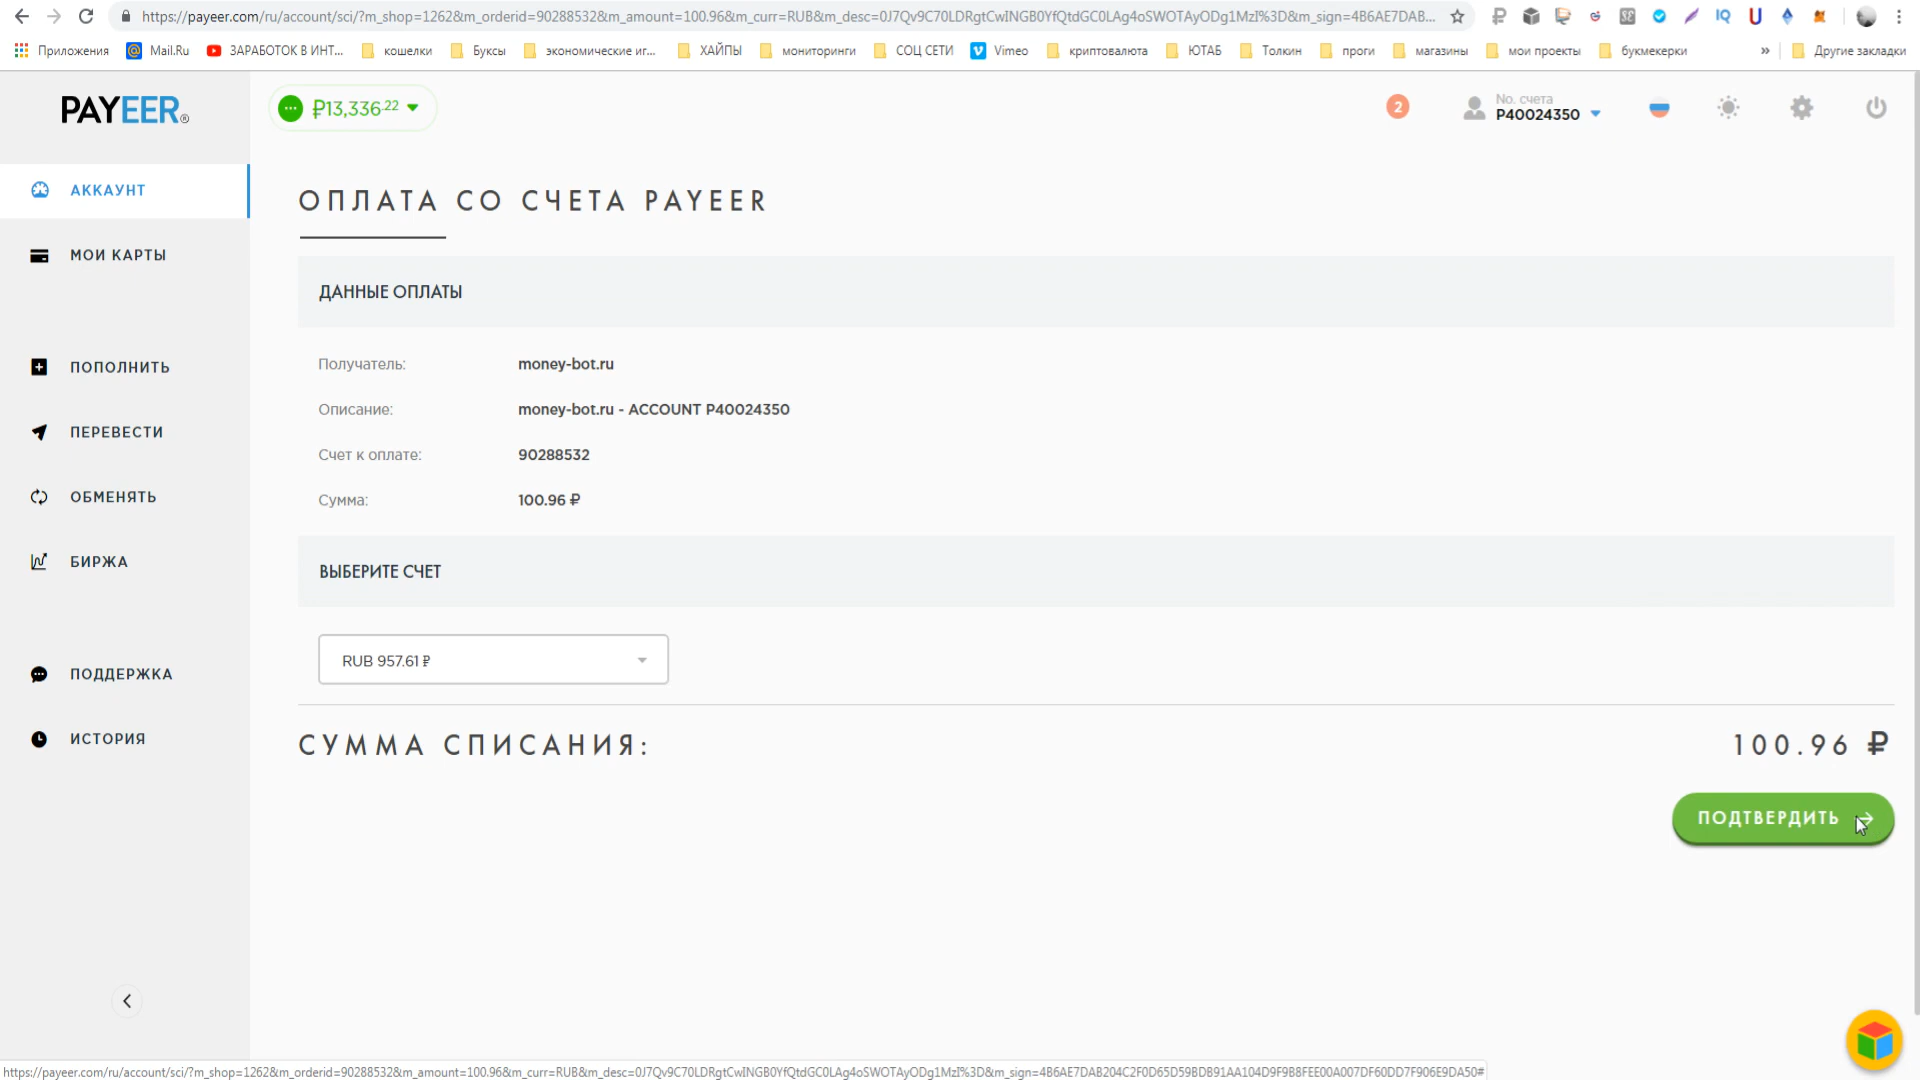 https://payeer.com/ru/account/sci/?m_shop=1262&m_orderid=90288532&m_amount=100.96&m_curr=RUB&m_desc=0J7Qv9C70LDRgtCwINGB0YfQtdGC0LAg4oSWOTAyODg1MzI%3D&m_sign=4B6AE7DAB...
Приложения Mail.Ru ЗАРАБОТОК В ИНТ... кошелки Буксы экономические иг... ХАЙПЫ мониторинги СОЦ СЕТИ Vimeo криптовалюта ЮТАБ Толкин проги магазины мои проекты букмекерки » Другие закладки
PAYEER®
₽13,336.22
2
No. счета
P40024350
АККАУНТ
МОИ КАРТЫ
ПОПОЛНИТЬ
ПЕРЕВЕСТИ
ОБМЕНЯТЬ
БИРЖА
ПОДДЕРЖКА
ИСТОРИЯ
ОПЛАТА СО СЧЕТА PAYEER
ДАННЫЕ ОПЛАТЫ
Получатель: money-bot.ru
Описание: money-bot.ru - ACCOUNT P40024350
Счет к оплате: 90288532
Сумма: 100.96 ₽
ВЫБЕРИТЕ СЧЕТ
RUB 957.61 ₽
СУММА СПИСАНИЯ: 100.96 ₽
ПОДТВЕРДИТЬ
https://payeer.com/ru/account/sci/?m_shop=1262&m_orderid=90288532&m_amount=100.96&m_curr=RUB&m_desc=0J7Qv9C70LDRgtCwINGB0YfQtdGC0LAg4oSWOTAyODg1MzI%3D&m_sign=4B6AE7DAB204C2F0D65D59BDB91AA104D9F9B8FEE00A007DF60DD7F906E9DA50#